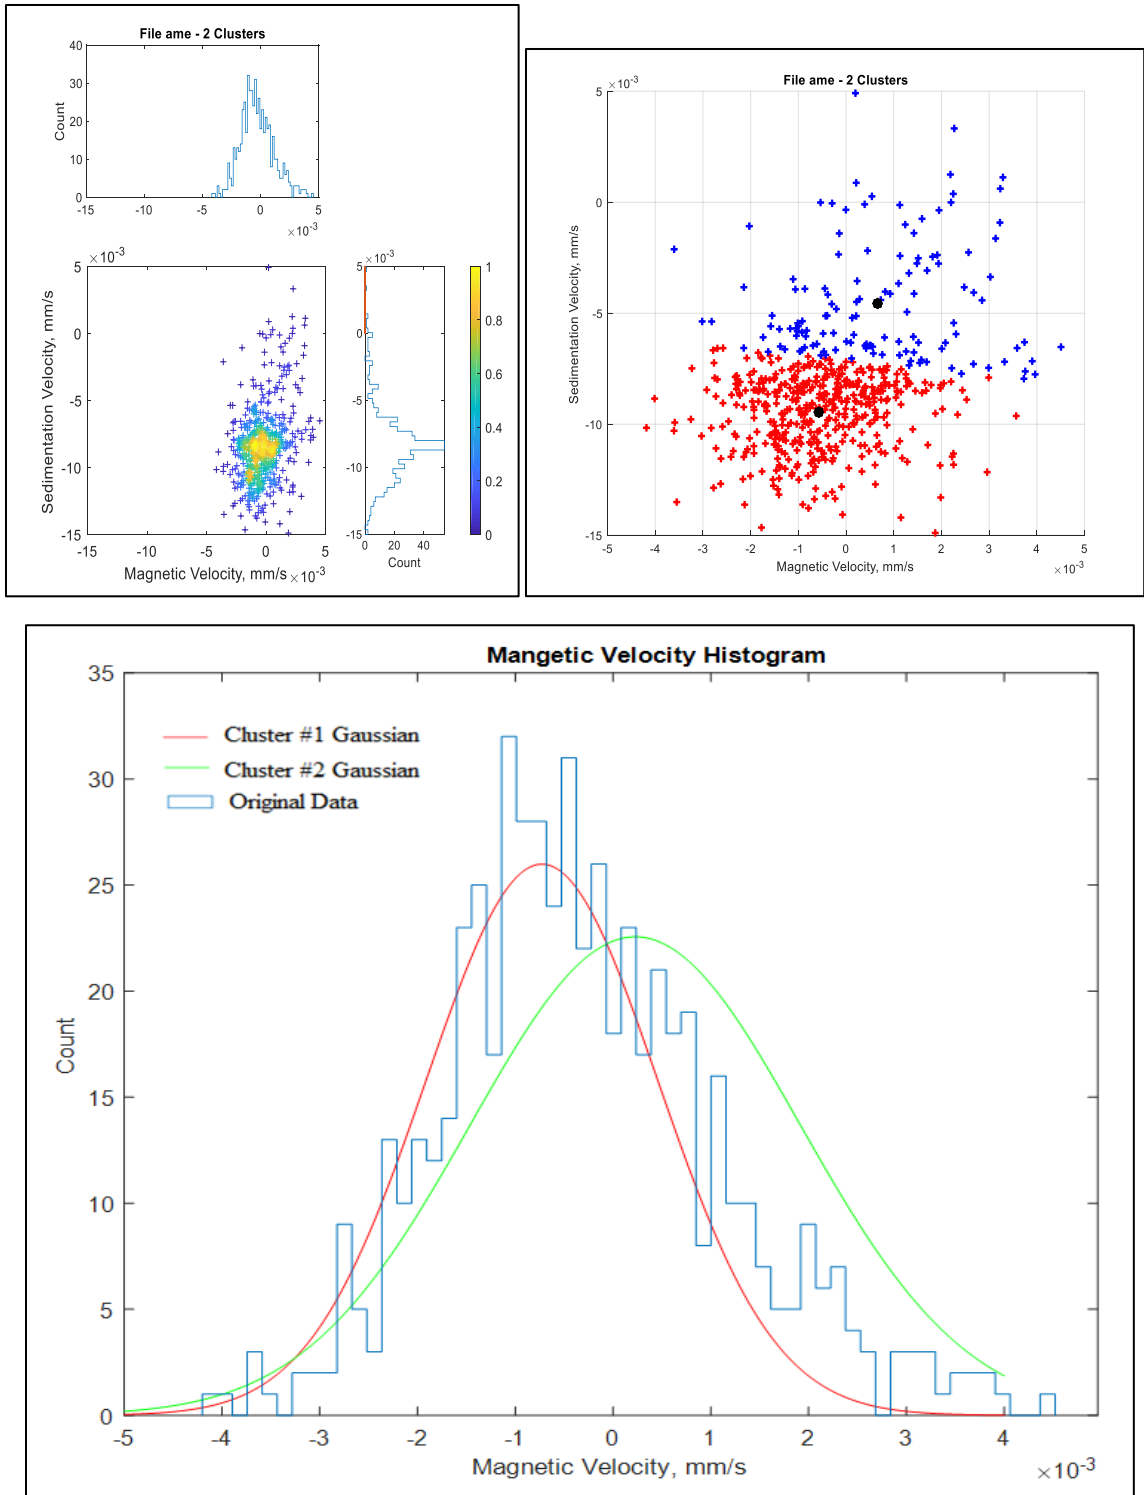 File ame - 2 Clusters
40
30
20
10
0
Count
-15 -10 -5 0 5
×10-3
×10-3
5
0
-5
-10
-15
Sedimentation Velocity, mm/s
-15 -10 -5 0 5
Magnetic Velocity, mm/s ×10-3
×10-3
5
0
-5
-10
-15
0 20 40
Count
1
0.8
0.6
0.4
0.2
0
File ame - 2 Clusters
×10-3
5
0
-5
-10
-15
Sedimentation Velocity, mm/s
-5 -4 -3 -2 -1 0 1 2 3 4 5
Magnetic Velocity, mm/s
×10-3
Mangetic Velocity Histogram
35
30
25
20
15
10
5
0
Count
Cluster #1 Gaussian
Cluster #2 Gaussian
Original Data
-5 -4 -3 -2 -1 0 1 2 3 4
Magnetic Velocity, mm/s
×10-3